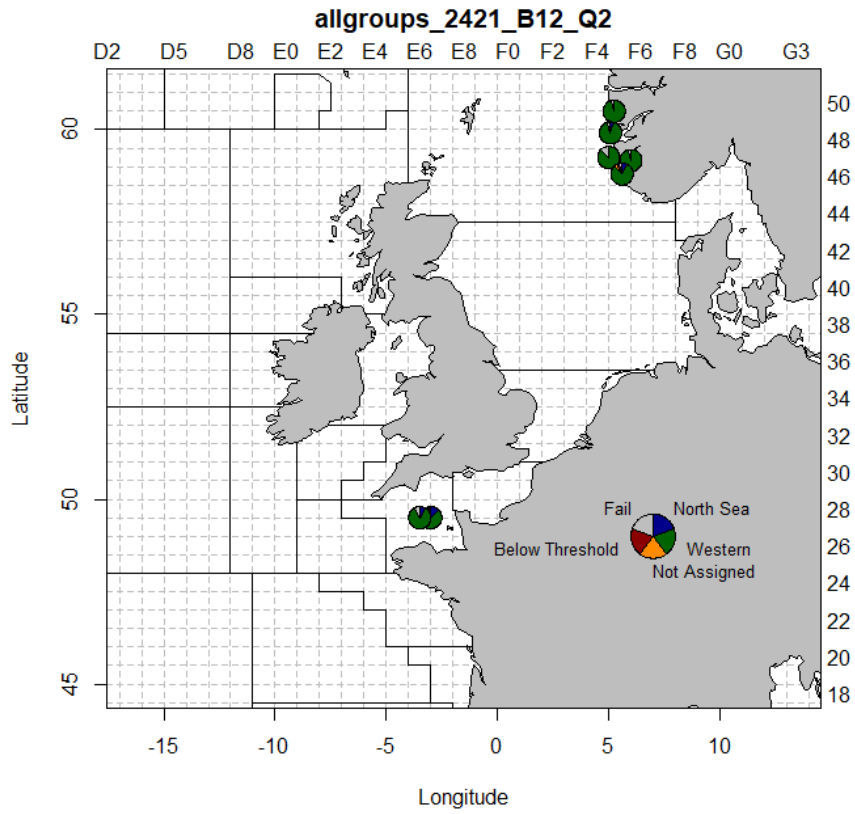 allgroups_2421_B12_Q2
D2 D5 D8 E0 E2 E4 E6 E8 F0 F2 F4 F6 F8 G0 G3
60
55
50
45
Latitude
50
48
46
44
42
40
38
36
34
32
30
28
26
24
22
20
18
Fail North Sea
Below Threshold Western
Not Assigned
-15 -10 -5 0 5 10
Longitude